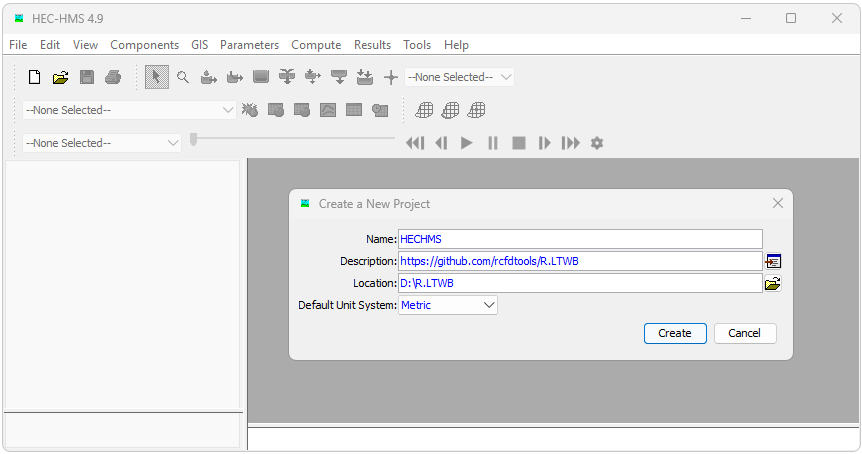 HEC-HMS 4.9
File Edit View Components GIS Parameters Compute Results Tools Help
--None Selected--
--None Selected--
--None Selected--
Create a New Project
Name: HECHMS
Description: https://github.com/rcfdtools/R.LTWB
Location: D:\R.LTWB
Default Unit System: Metric
Create Cancel